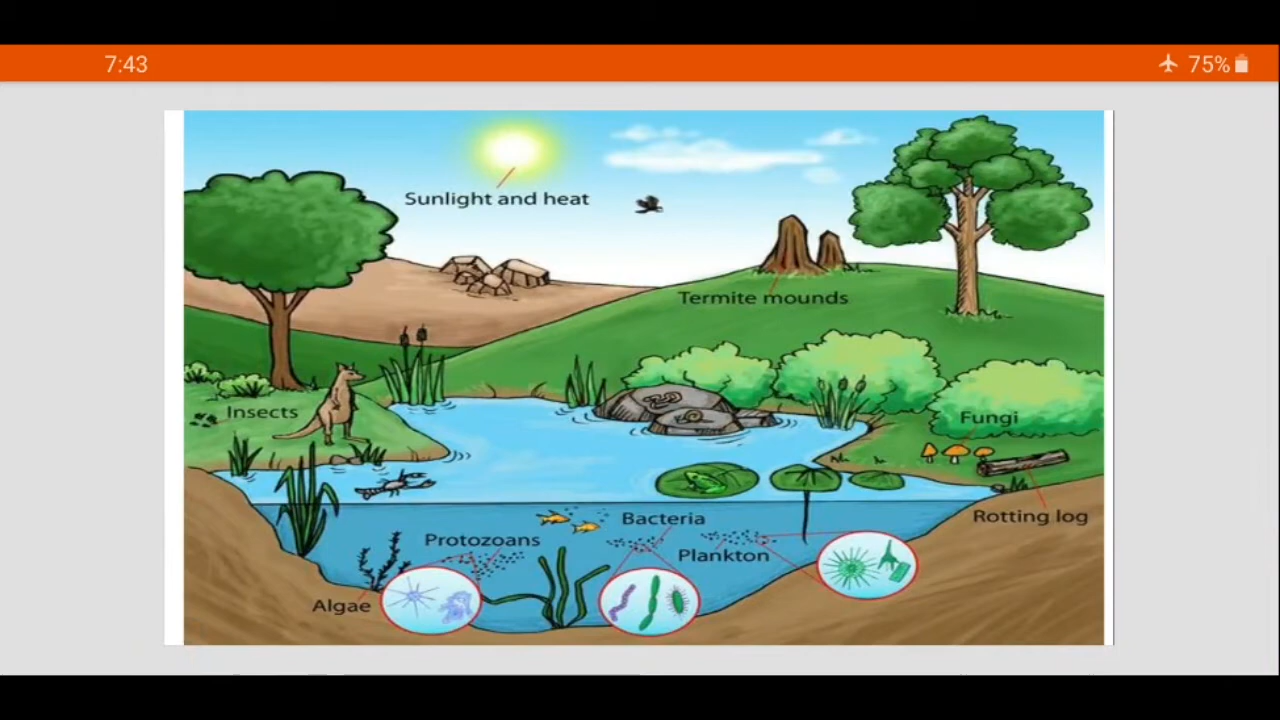 7:43
75%
Sunlight and heat
Termite mounds
Insects
Fungi
Rotting log
Bacteria
Protozoans
Plankton
Algae